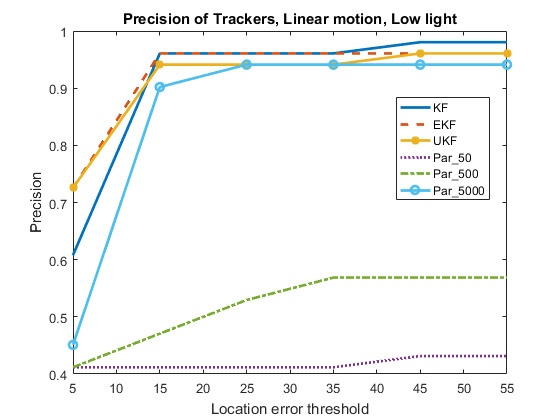 Precision of Trackers, Linear motion, Low light
1
0.9
0.8
0.7
0.6
0.5
0.4
Precision
KF
EKF
UKF
Par_50
Par_500
Par_5000
5 10 15 20 25 30 35 40 45 50 55
Location error threshold